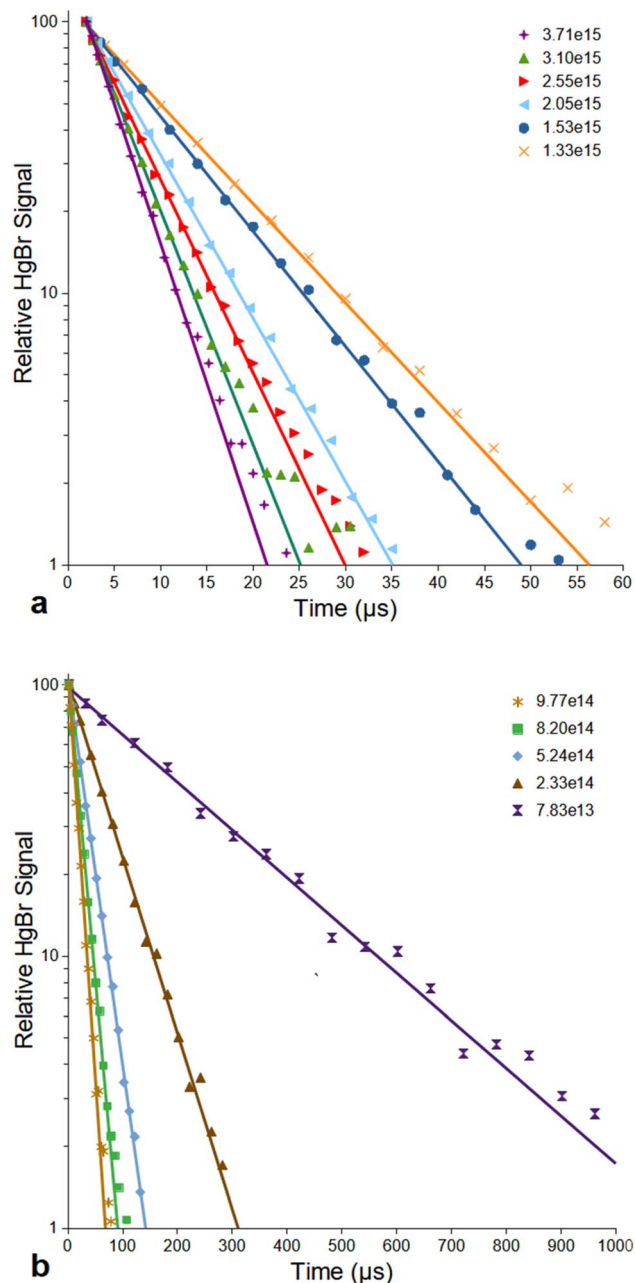 100
10
1
Relative HgBr Signal
3.71e15
3.10e15
2.55e15
2.05e15
1.53e15
1.33e15
0 5 10 15 20 25 30 35 40 45 50 55 60
a
Time (µs)
100
10
1
Relative HgBr Signal
9.77e14
8.20e14
5.24e14
2.33e14
7.83e13
0 100 200 300 400 500 600 700 800 900 1000
b
Time (µs)